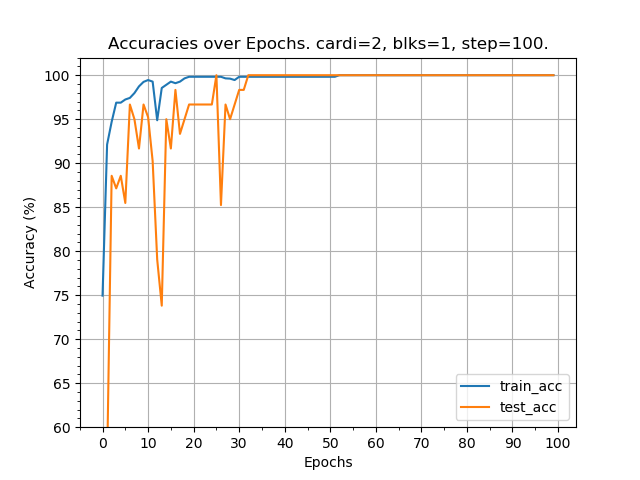 Accuracies over Epochs. cardi=2, blks=1, step=100.
Accuracy (%)
100
95
90
85
80
75
70
65
60
0 10 20 30 40 50 60 70 80 90 100
Epochs
train_acc
test_acc